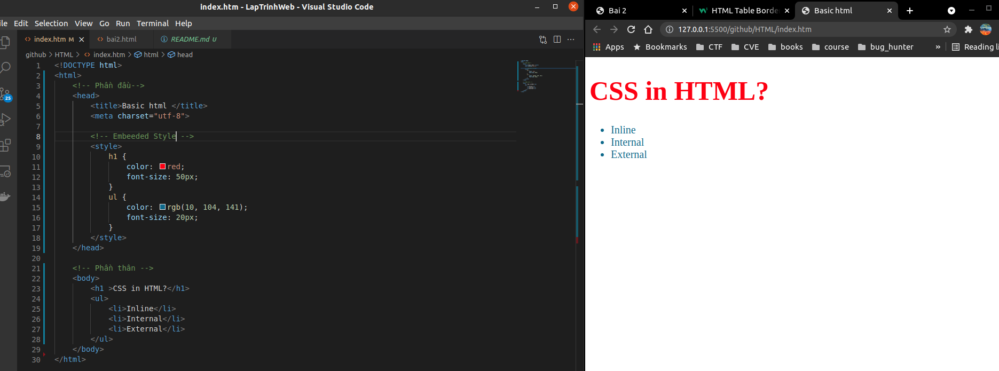 index.htm - LapTrinhWeb - Visual Studio Code
ile Edit Selection View Go Run Terminal Help
index.htm M bai2.html README.md U
github > HTML > index.htm > html > head
25
1 <!DOCTYPE html>
2 <html>
3 <!-- Phần đầu-->
4 <head>
5 <title>Basic html </title>
6 <meta charset="utf-8">
7
8 <!-- Embeeded Style -->
9 <style>
10 h1 {
11 color: red;
12 font-size: 50px;
13 }
14 ul {
15 color: rgb(10, 104, 141);
16 font-size: 20px;
17 }
18 </style>
19 </head>
20
21 <!-- Phần thân -->
22 <body>
23 <h1 >CSS in HTML?</h1>
24 <ul>
25 <li>Inline</li>
26 <li>Internal</li>
27 <li>External</li>
28 </ul>
29 </body>
30 </html>
Bai 2 HTML Table Borde Basic html
127.0.0.1:5500/github/HTML/index.htm
Apps Bookmarks CTF CVE books course bug_hunter » Reading li
CSS in HTML?
• Inline
• Internal
• External